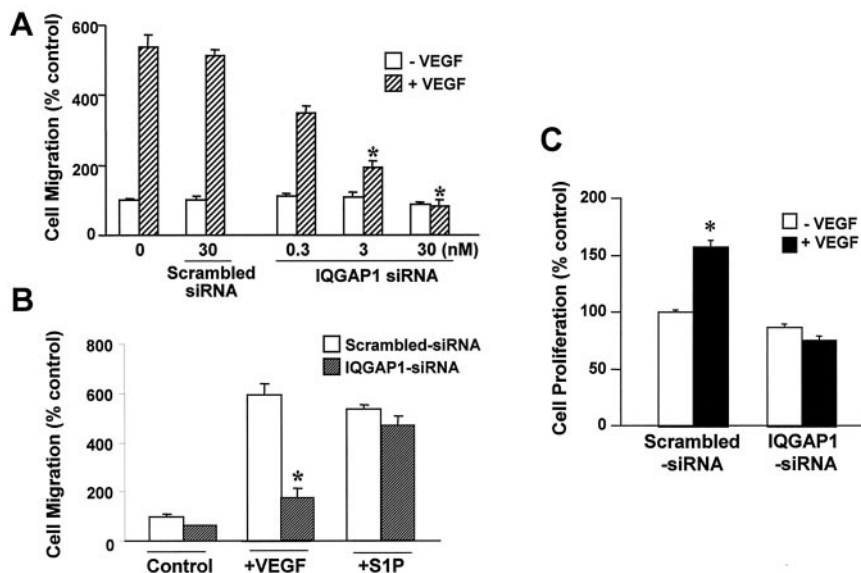 A
Cell Migration (% control)
600
400
200
0
- VEGF
+ VEGF
0 30 0.3 3 30 (nM)
* *
Scrambled IQGAP1 siRNA
siRNA
B
Cell Migration (% control)
800
600
400
200
0
Scrambled-siRNA
IQGAP1-siRNA
*
Control +VEGF +S1P
C
Cell Proliferation (% control)
200
150
100
50
0
- VEGF
+ VEGF
*
Scrambled IQGAP1
-siRNA -siRNA